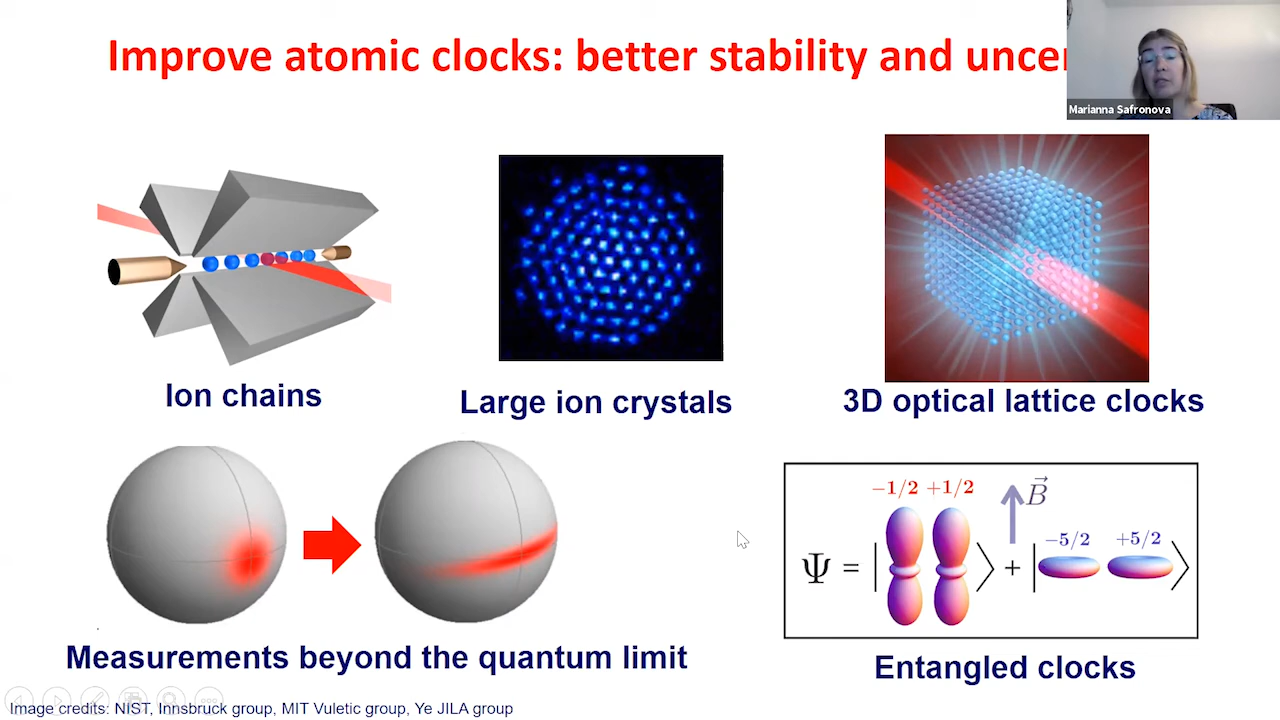 Improve atomic clocks: better stability and uncer
Marianna Safronova
Ion chains
Large ion crystals
3D optical lattice clocks
−1/2 +1/2
B⃗
−5/2 +5/2
Ψ = | ⟩ + | ⟩
Measurements beyond the quantum limit
Entangled clocks
Image credits: NIST, Innsbruck group, MIT Vuletic group, Ye JILA group